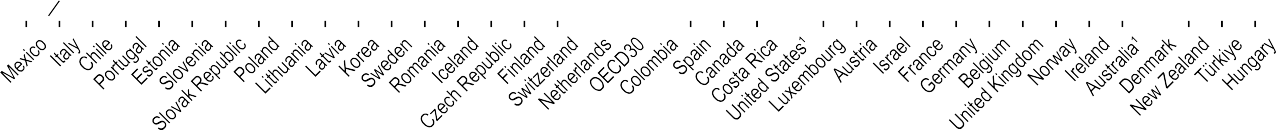 Mexico
Italy
Chile
Portugal
Estonia
Slovenia
Slovak Republic
Poland
Lithuania
Latvia
Korea
Sweden
Romania
Iceland
Czech Republic
Finland
Switzerland
Netherlands
OECD30
Colombia
Spain
Canada
Costa Rica
United States¹
Luxembourg
Austria
Israel
France
Germany
Belgium
United Kingdom
Norway
Ireland
Australia¹
Denmark
New Zealand
Türkiye
Hungary